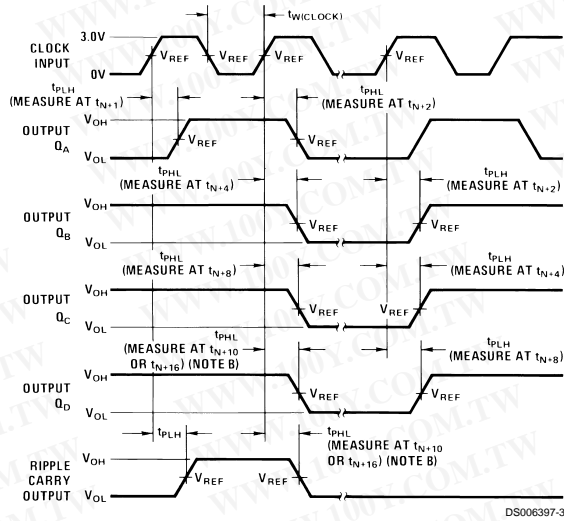 tW(CLOCK)
3.0V
CLOCK
INPUT
VREF
VREF
VREF
VREF
0V
tPLH
(MEASURE AT tN+1)
tPHL
(MEASURE AT tN+2)
VOH
OUTPUT
QA
VREF
VREF
VOL
tPHL
(MEASURE AT tN+4)
tPLH
(MEASURE AT tN+2)
VOH
OUTPUT
QB
VREF
VREF
VOL
tPHL
(MEASURE AT tN+8)
tPLH
(MEASURE AT tN+4)
VOH
OUTPUT
QC
VREF
VREF
VOL
tPHL
(MEASURE AT tN+10
OR tN+16) (NOTE B)
tPLH
(MEASURE AT tN+8)
VOH
OUTPUT
QD
VREF
VREF
VOL
tPLH
tPHL
(MEASURE AT tN+10
OR tN+16) (NOTE B)
VOH
RIPPLE
CARRY
OUTPUT
VREF
VREF
VOL
DS006397-3
WWW.100Y.COM.TW